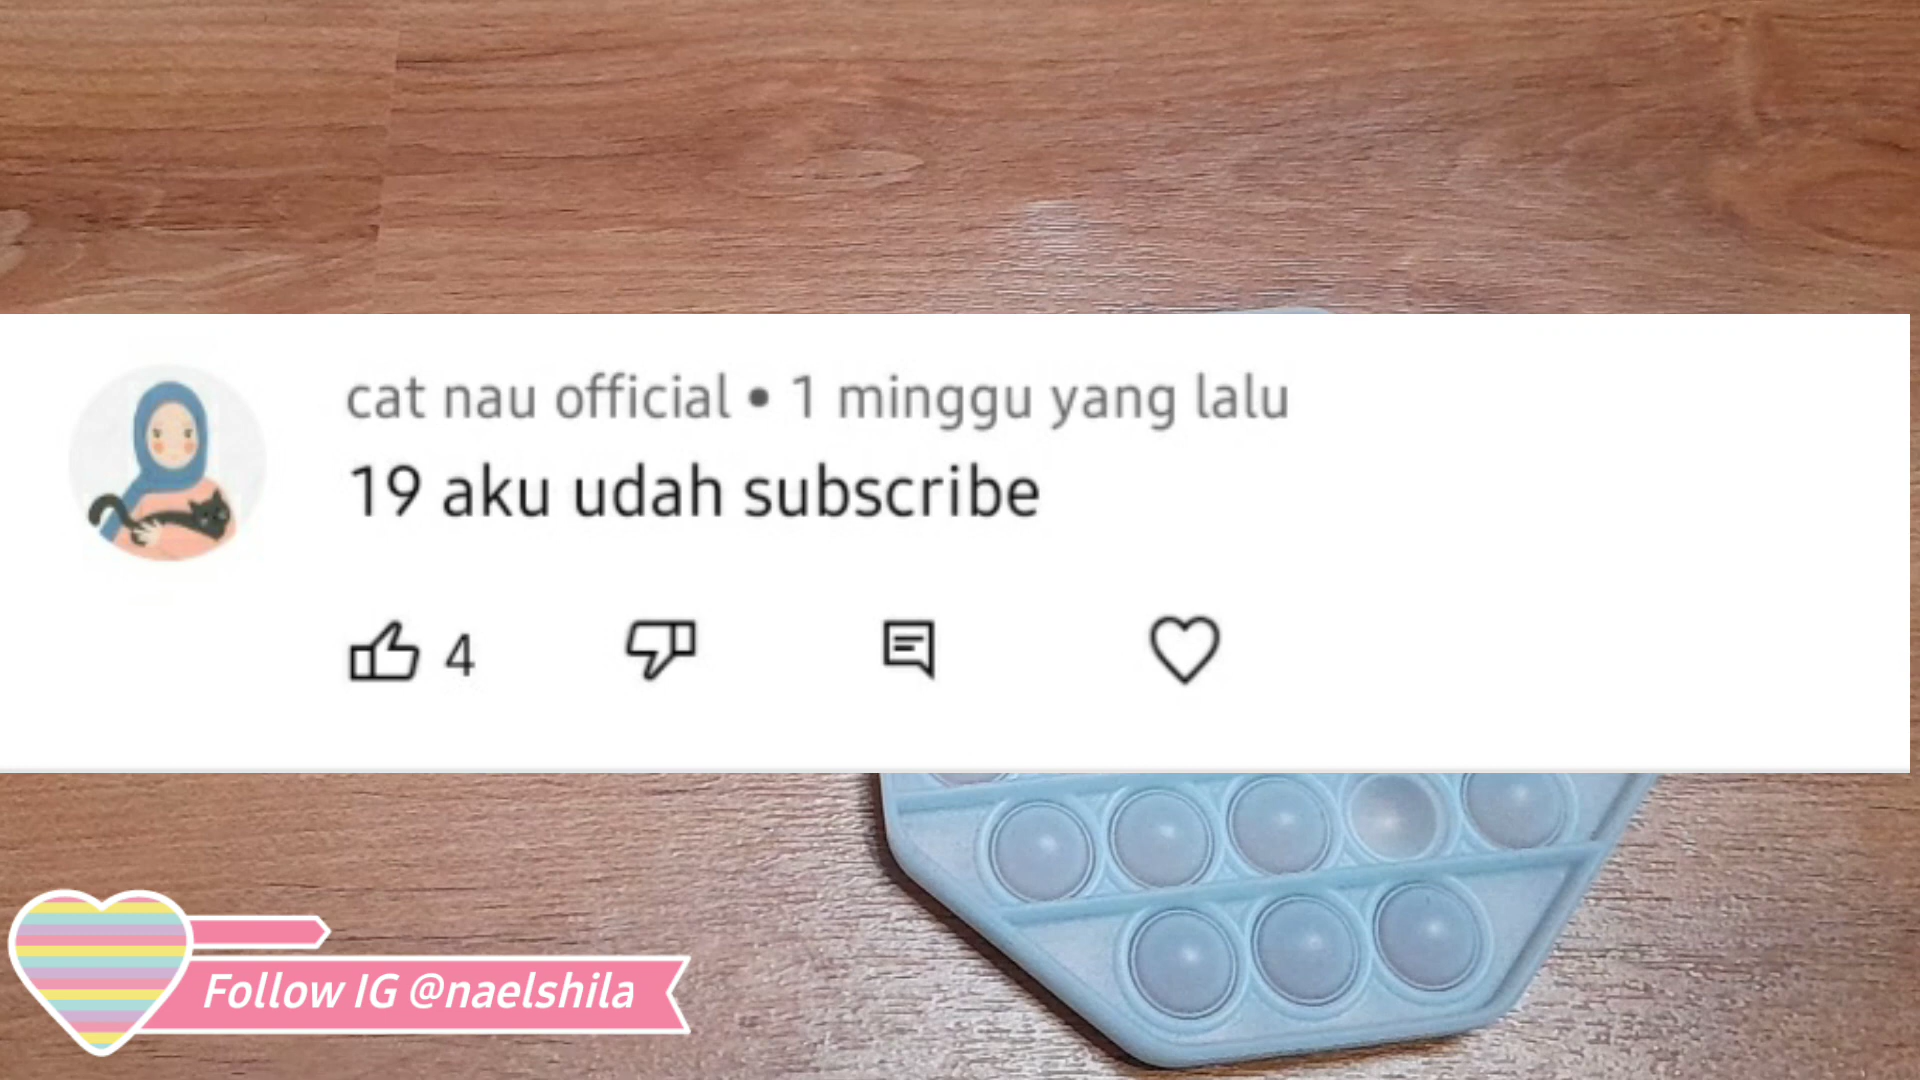 cat nau official • 1 minggu yang lalu
19 aku udah subscribe
4
Follow IG @naelshila